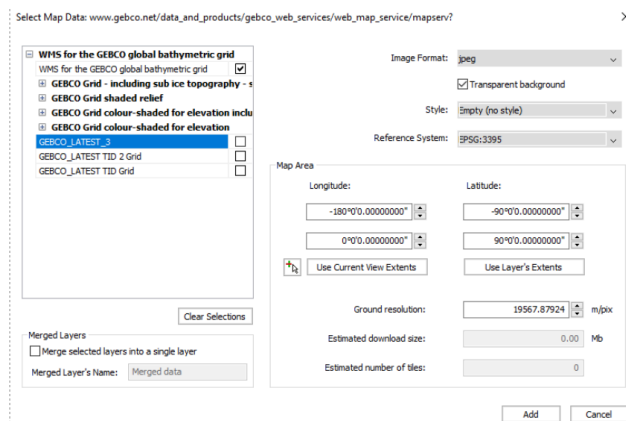 Select Map Data: www.gebco.net/data_and_products/gebco_web_services/web_map_service/mapserv?
WMS for the GEBCO global bathymetric grid
WMS for the GEBCO global bathymetric grid
GEBCO Grid - including sub ice topography - s
GEBCO Grid shaded relief
GEBCO Grid colour-shaded for elevation inclu
GEBCO Grid colour-shaded for elevation
GEBCO_LATEST_3
GEBCO_LATEST TID 2 Grid
GEBCO_LATEST TID Grid
Clear Selections
Merged Layers
Merge selected layers into a single layer
Merged Layer's Name: Merged data
Image Format: jpeg
Transparent background
Style: Empty (no style)
Reference System: EPSG:3395
Map Area
Longitude: Latitude:
-180°0'0.00000000" -90°0'0.00000000"
0°0'0.00000000" 90°0'0.00000000"
Use Current View Extents Use Layer's Extents
Ground resolution: 19567.87924 m/pix
Estimated download size: 0.00 Mb
Estimated number of tiles: 0
Add Cancel